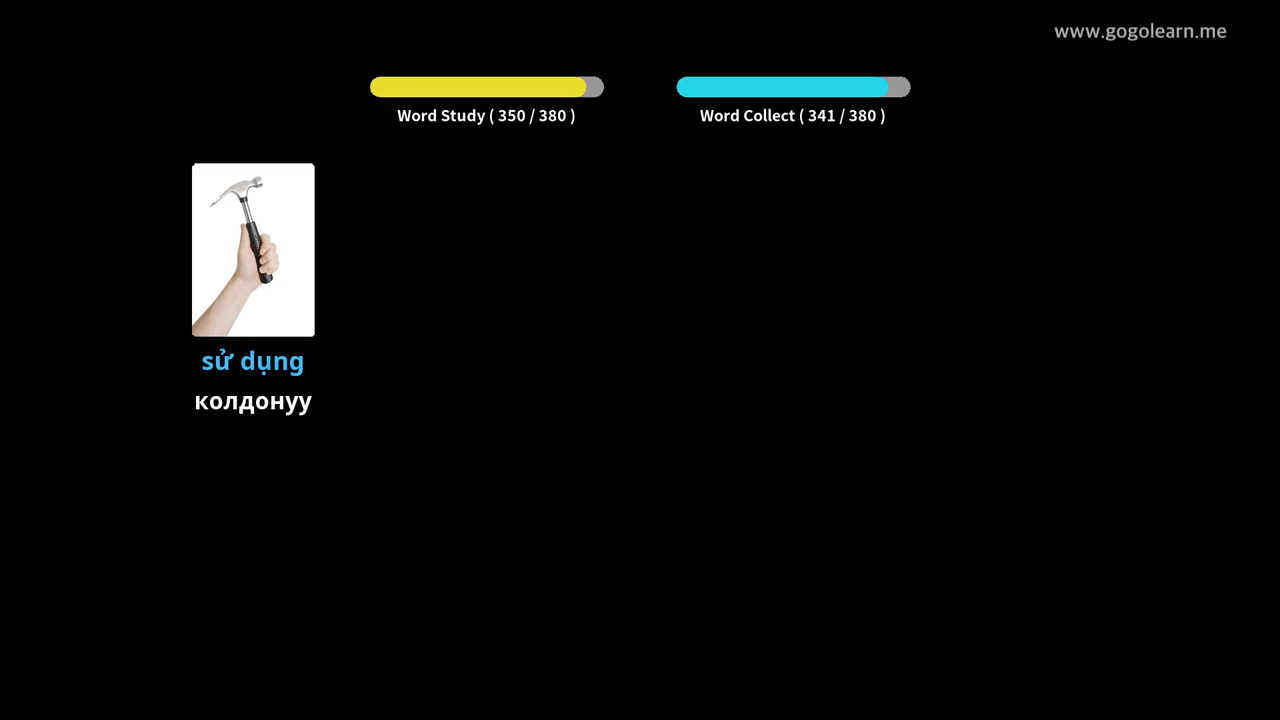 www.gogolearn.me
Word Study ( 350 / 380 )
Word Collect ( 341 / 380 )
sử dụng
колдонуу